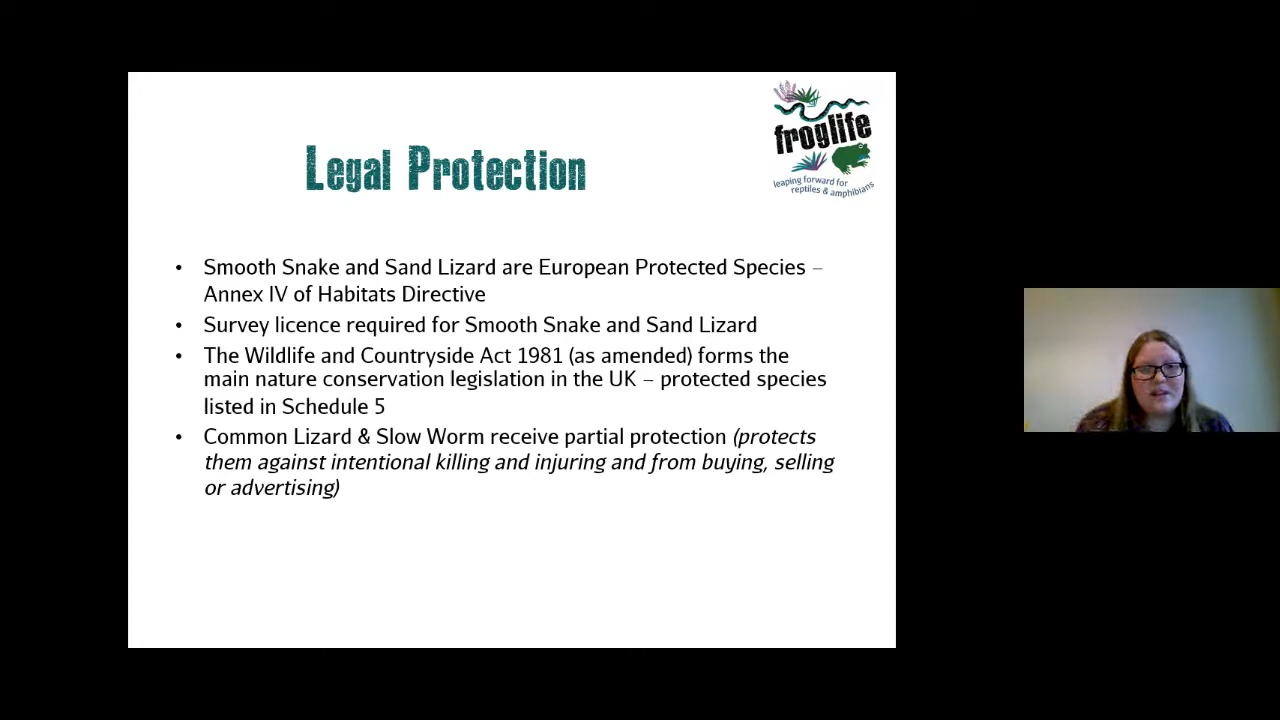 froglife
leaping forward for
reptiles & amphibians
Legal Protection
• Smooth Snake and Sand Lizard are European Protected Species –
Annex IV of Habitats Directive
• Survey licence required for Smooth Snake and Sand Lizard
• The Wildlife and Countryside Act 1981 (as amended) forms the
main nature conservation legislation in the UK – protected species
listed in Schedule 5
• Common Lizard & Slow Worm receive partial protection (protects
them against intentional killing and injuring and from buying, selling
or advertising)